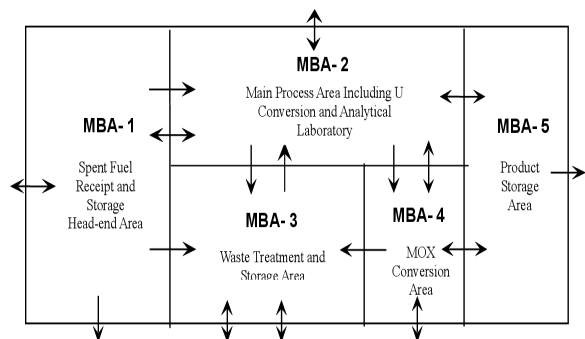 MBA- 2
Main Process Area Including U
Conversion and Analytical
Laboratory
MBA- 1
Spent Fuel
Receipt and
Storage
Head-end Area
MBA- 5
Product
Storage
Area
MBA- 3
Waste Treatment and
Storage Area
MBA- 4
MOX
Conversion
Area